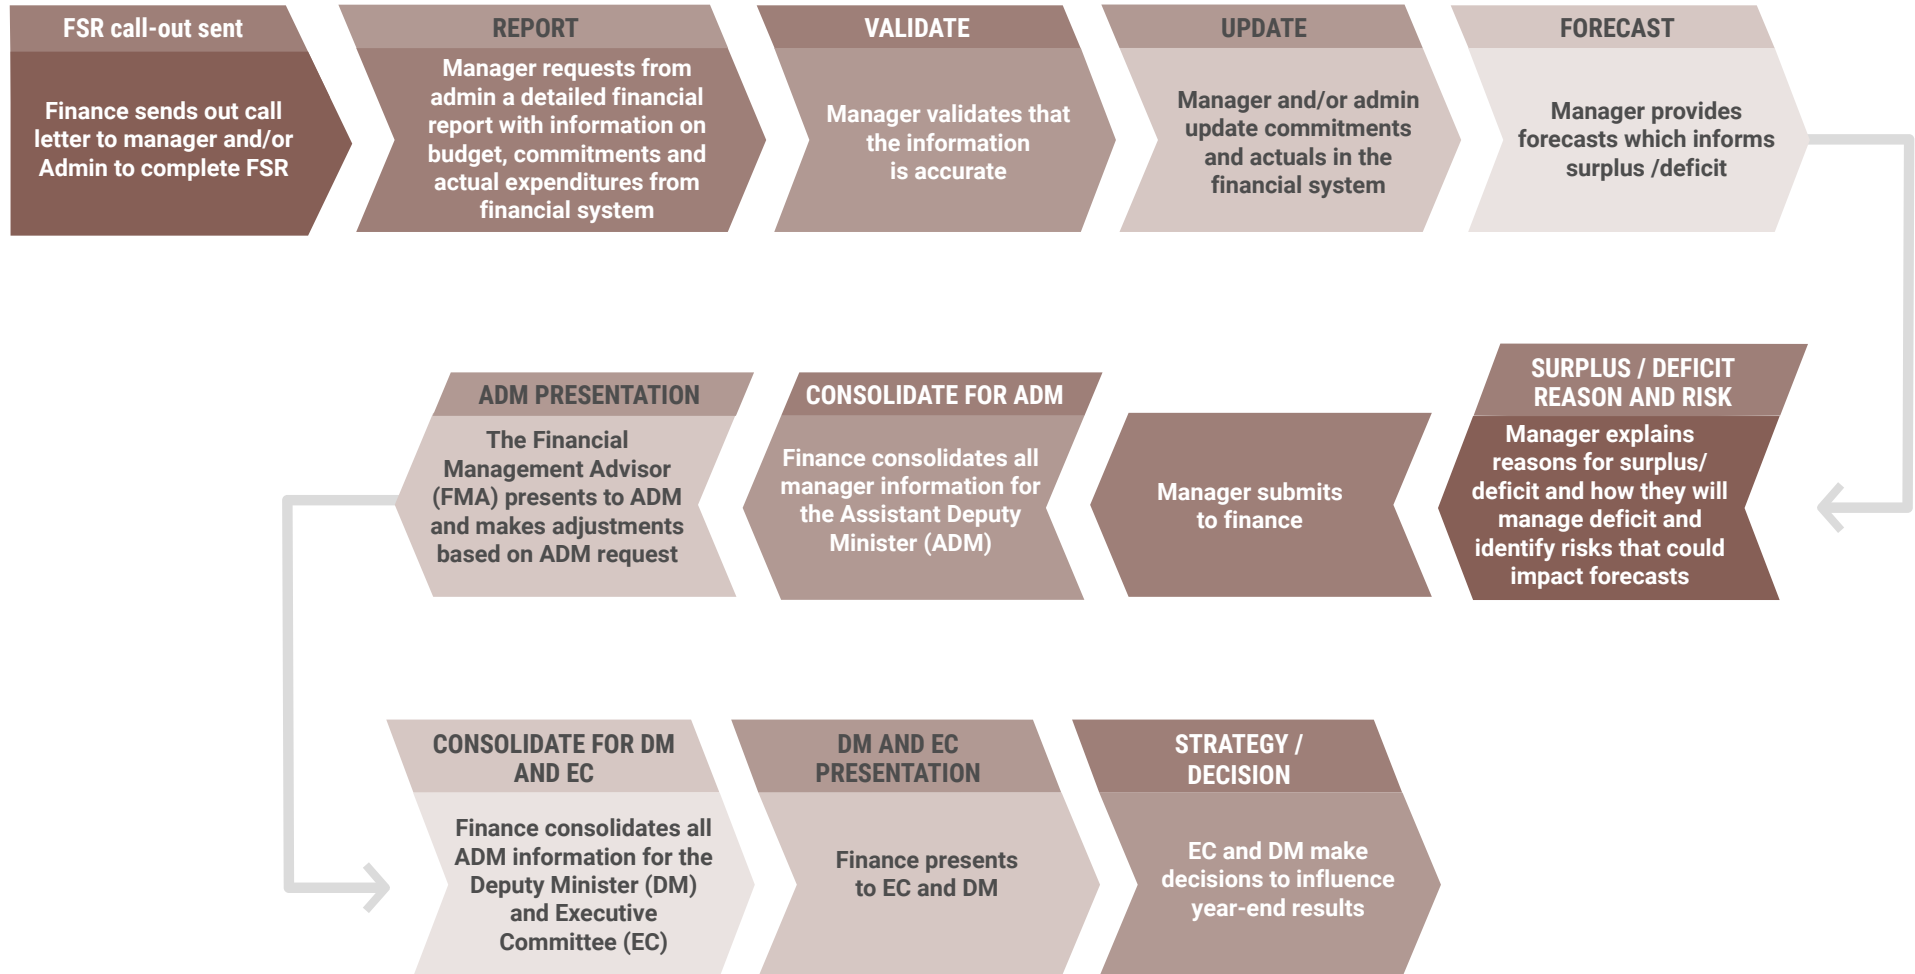 FSR call-out sent
Finance sends out call
letter to manager and/or
Admin to complete FSR
REPORT
Manager requests from
admin a detailed financial
report with information on
budget, commitments and
actual expenditures from
financial system
VALIDATE
Manager validates that
the information
is accurate
UPDATE
Manager and/or admin
update commitments
and actuals in the
financial system
FORECAST
Manager provides
forecasts which informs
surplus /deficit
SURPLUS / DEFICIT
REASON AND RISK
Manager explains
reasons for surplus/
deficit and how they will
manage deficit and
identify risks that could
impact forecasts
Manager submits
to finance
CONSOLIDATE FOR ADM
Finance consolidates all
manager information for
the Assistant Deputy
Minister (ADM)
ADM PRESENTATION
The Financial
Management Advisor
(FMA) presents to ADM
and makes adjustments
based on ADM request
CONSOLIDATE FOR DM
AND EC
Finance consolidates all
ADM information for the
Deputy Minister (DM)
and Executive
Committee (EC)
DM AND EC
PRESENTATION
Finance presents
to EC and DM
STRATEGY /
DECISION
EC and DM make
decisions to influence
year-end results